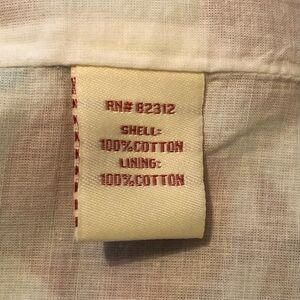 RN# 82312
SHELL:
100%COTTON
LINING:
100%COTTON